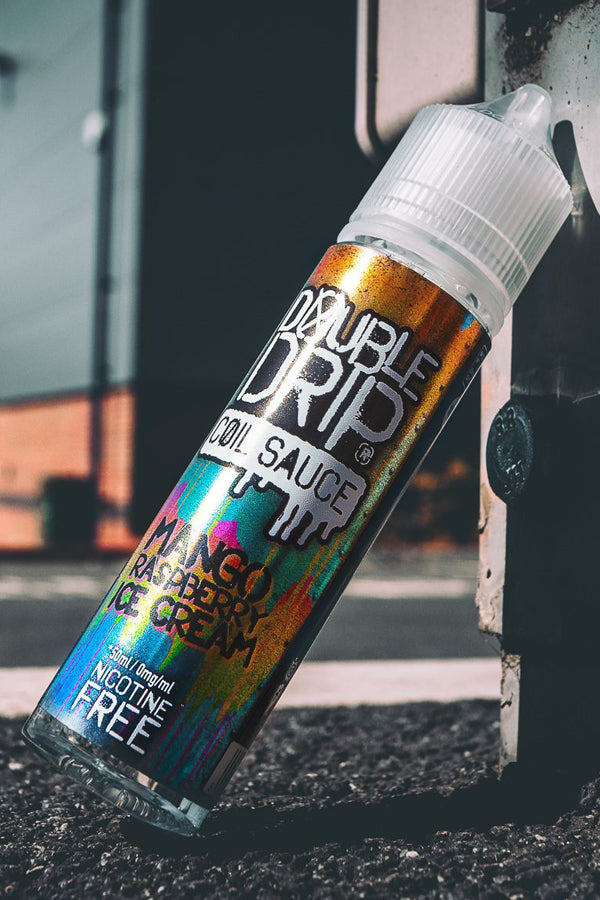 DOUBLE
DRIP®
COIL SAUCE
MANGO
RASPBERRY
ICE CREAM
*50ml / 0mg/ml
NICOTINE
FREE